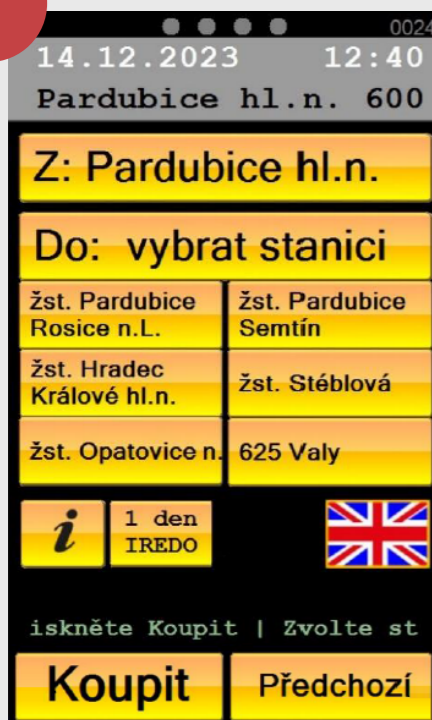 0024
14.12.2023 12:40
Pardubice hl.n. 600
Z: Pardubice hl.n.
Do: vybrat stanici
žst. Pardubice
Rosice n.L.
žst. Pardubice
Semtín
žst. Hradec
Králové hl.n.
žst. Stéblová
žst. Opatovice n.
625 Valy
i
1 den
IREDO
iskněte Koupit | Zvolte st
Koupit
Předchozí